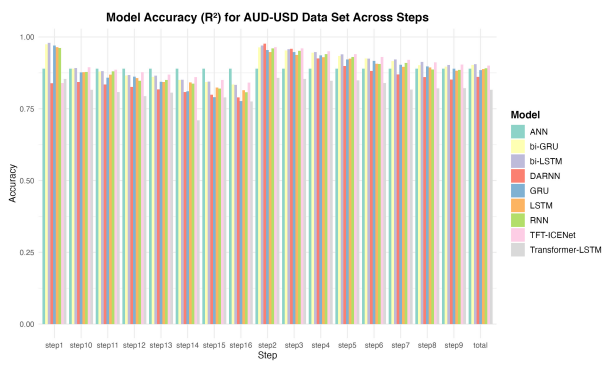 Model Accuracy (R²) for AUD-USD Data Set Across Steps
1.00
0.75
0.50
0.25
0.00
Accuracy
step1 step10 step11 step12 step13 step14 step15 step16 step2 step3 step4 step5 step6 step7 step8 step9 total
Step
Model
ANN
bi-GRU
bi-LSTM
DARNN
GRU
LSTM
RNN
TFT-ICENet
Transformer-LSTM